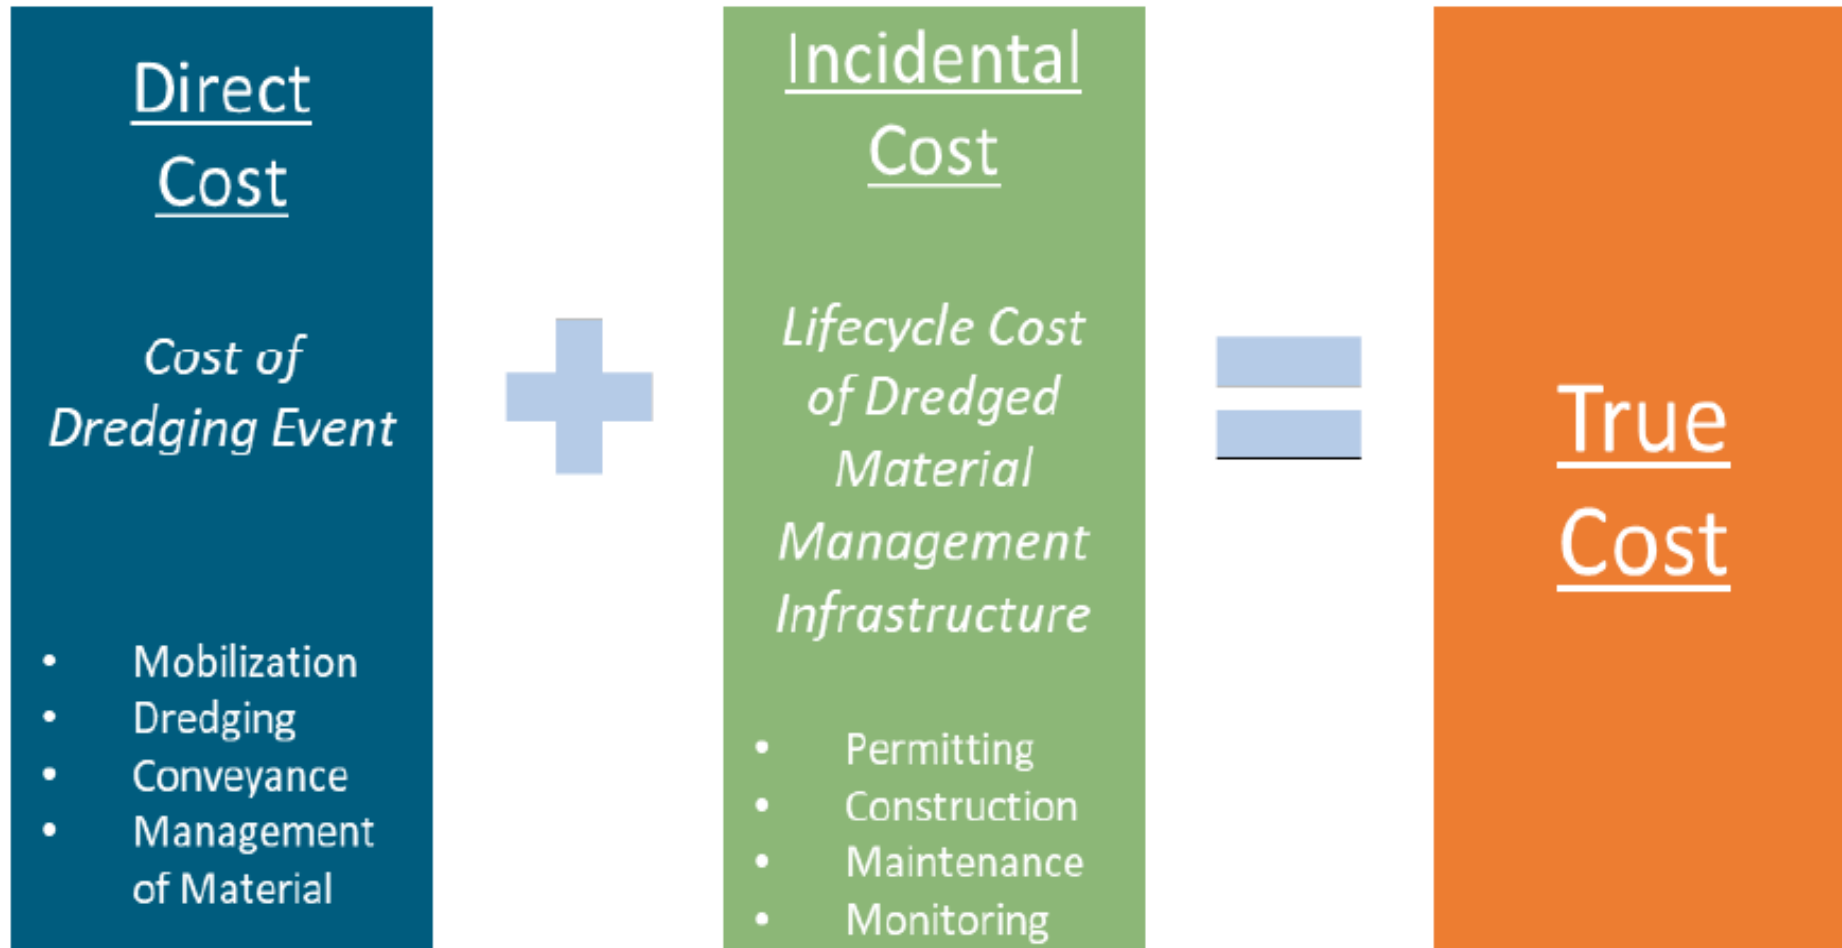 Direct
Cost
Cost of
Dredging Event
• Mobilization
• Dredging
• Conveyance
• Management
of Material
Incidental
Cost
Lifecycle Cost
of Dredged
Material
Management
Infrastructure
• Permitting
• Construction
• Maintenance
• Monitoring
True
Cost